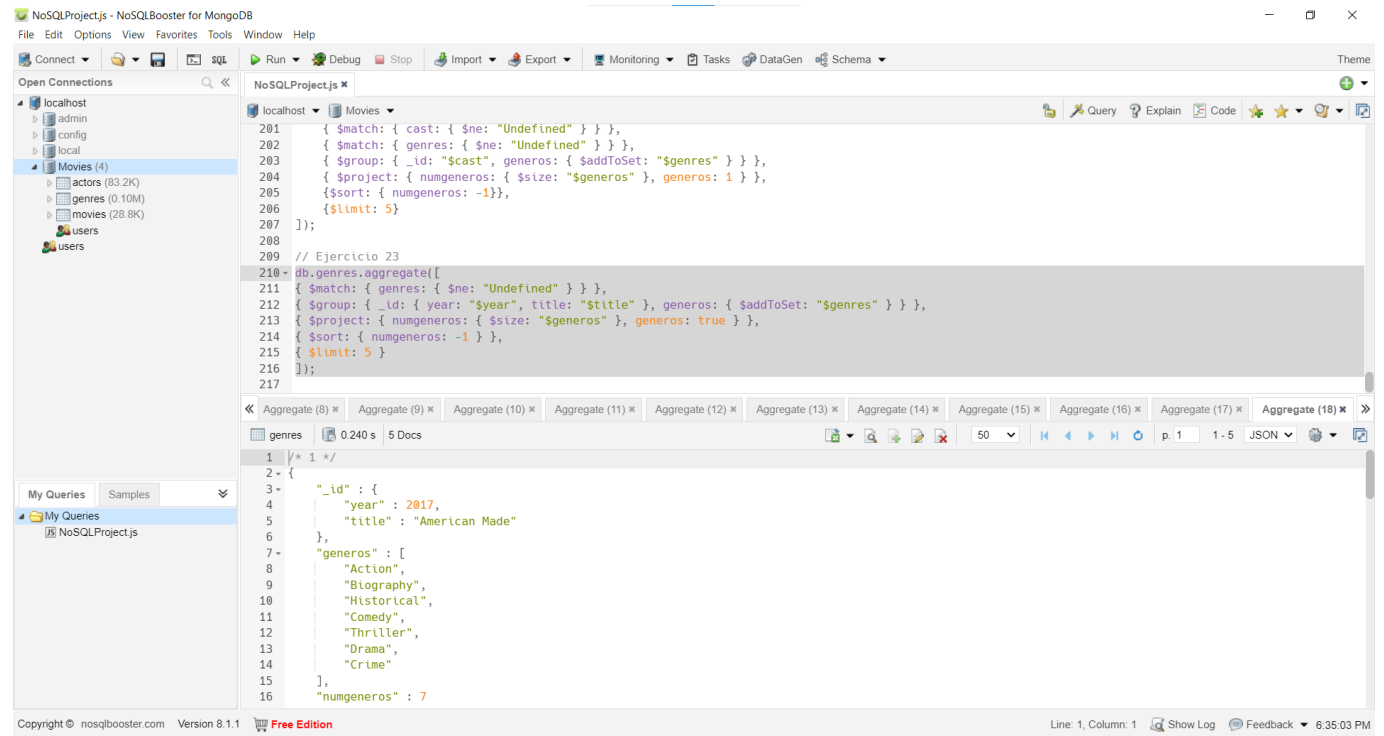 NoSQLProject.js - NoSQLBooster for MongoDB
File Edit Options View Favorites Tools Window Help
Connect SQL Run Debug Stop Import Export Monitoring Tasks DataGen Schema Theme
Open Connections
localhost
admin
config
local
Movies (4)
actors (83.2K)
genres (0.10M)
movies (28.8K)
users
users
My Queries Samples
My Queries
JS NoSQLProject.js
NoSQLProject.js
localhost Movies Query Explain Code
201 { $match: { cast: { $ne: "Undefined" } } },
202 { $match: { genres: { $ne: "Undefined" } } },
203 { $group: { _id: "$cast", generos: { $addToSet: "$genres" } } },
204 { $project: { numgeneros: { $size: "$generos" }, generos: 1 } },
205 {$sort: { numgeneros: -1}},
206 {$limit: 5}
207 ]);
208
209 // Ejercicio 23
210 db.genres.aggregate([
211 { $match: { genres: { $ne: "Undefined" } } },
212 { $group: { _id: { year: "$year", title: "$title" }, generos: { $addToSet: "$genres" } } },
213 { $project: { numgeneros: { $size: "$generos" }, generos: true } },
214 { $sort: { numgeneros: -1 } },
215 { $limit: 5 }
216 ]);
217
Aggregate (8) Aggregate (9) Aggregate (10) Aggregate (11) Aggregate (12) Aggregate (13) Aggregate (14) Aggregate (15) Aggregate (16) Aggregate (17) Aggregate (18)
genres 0.240 s 5 Docs 50 p. 1 1 - 5 JSON
1 /* 1 */
2 {
3 "_id" : {
4 "year" : 2017,
5 "title" : "American Made"
6 },
7 "generos" : [
8 "Action",
9 "Biography",
10 "Historical",
11 "Comedy",
12 "Thriller",
13 "Drama",
14 "Crime"
15 ],
16 "numgeneros" : 7
Copyright © nosqlbooster.com Version 8.1.1 Free Edition Line: 1, Column: 1 Show Log Feedback 6:35:03 PM